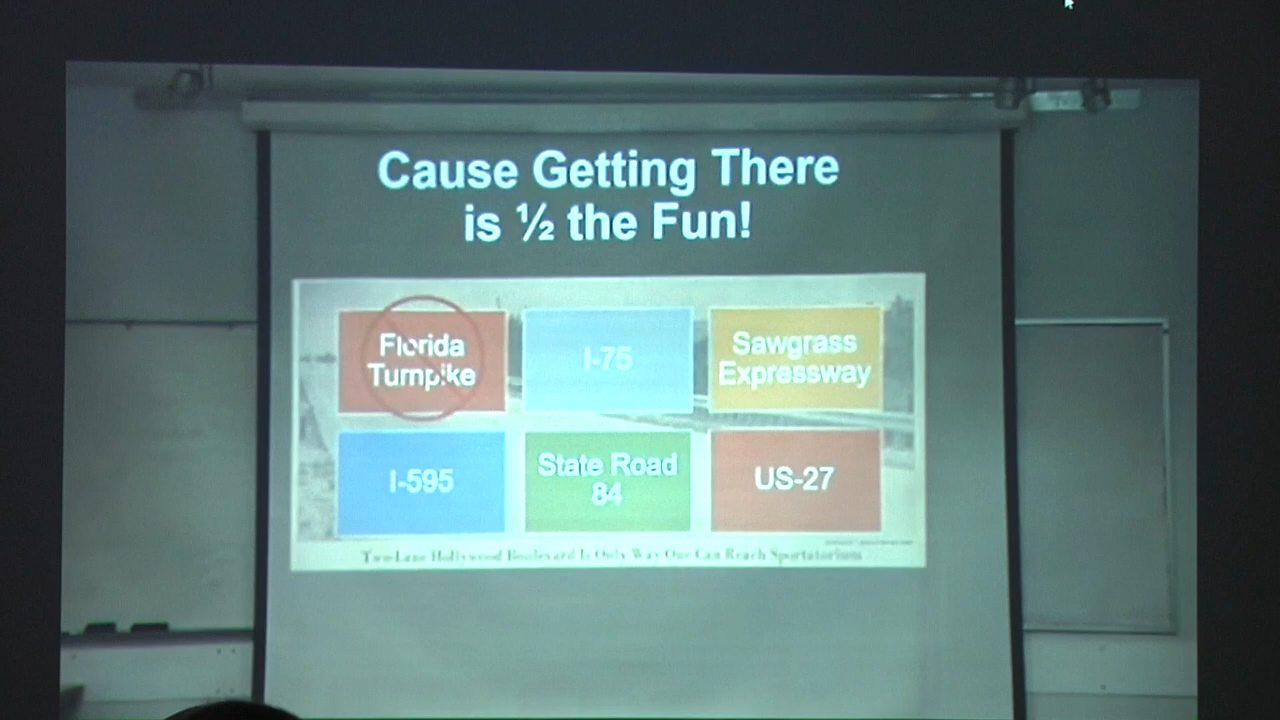 Cause Getting There
is ½ the Fun!
Florida
Turnpike
I-75
Sawgrass
Expressway
I-595
State Road
84
US-27
Two-Lane Hollywood Boulevard Is Only Way One Can Reach Sportatorium